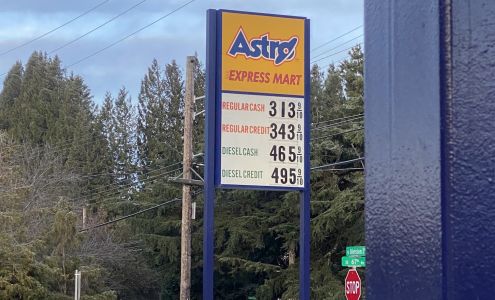 Astro
EXPRESS MART
REGULAR CASH 313 9/10
REGULAR CREDIT 343 9/10
DIESEL CASH 465 9/10
DIESEL CREDIT 495 9/10
67th
STOP